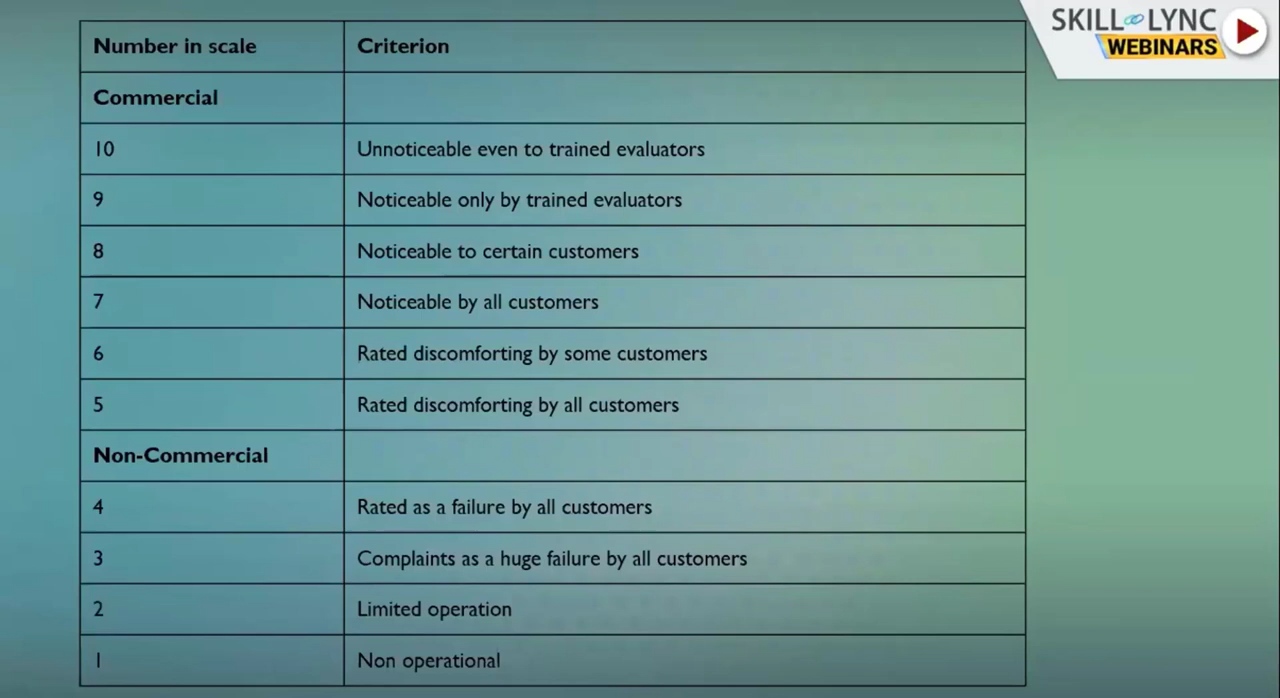 SKILL LYNC
WEBINARS
Number in scale Criterion
Commercial
10 Unnoticeable even to trained evaluators
9 Noticeable only by trained evaluators
8 Noticeable to certain customers
7 Noticeable by all customers
6 Rated discomforting by some customers
5 Rated discomforting by all customers
Non-Commercial
4 Rated as a failure by all customers
3 Complaints as a huge failure by all customers
2 Limited operation
1 Non operational